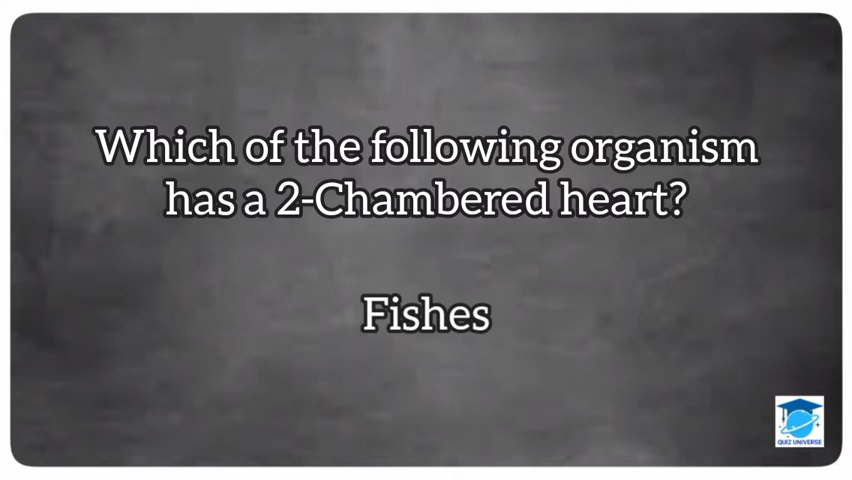 Which of the following organism
has a 2-Chambered heart?
Fishes
QUIZ UNIVERSE